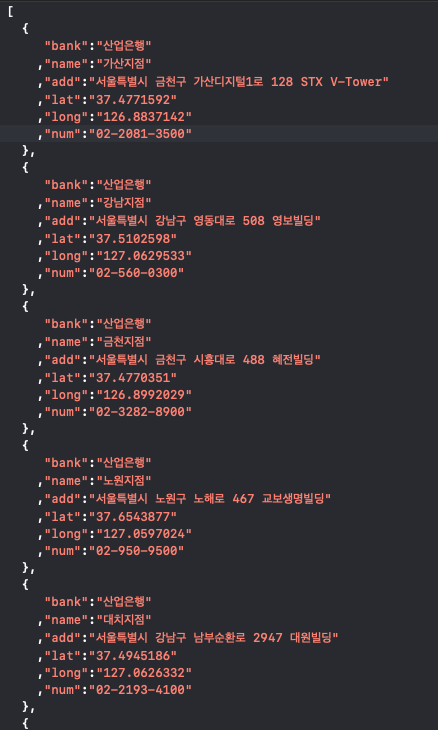 [
{
"bank":"산업은행"
,"name":"가산지점"
,"add":"서울특별시 금천구 가산디지털1로 128 STX V-Tower"
,"lat":"37.4771592"
,"long":"126.8837142"
,"num":"02-2081-3500"
},
{
"bank":"산업은행"
,"name":"강남지점"
,"add":"서울특별시 강남구 영동대로 508 영보빌딩"
,"lat":"37.5102598"
,"long":"127.0629533"
,"num":"02-560-0300"
},
{
"bank":"산업은행"
,"name":"금천지점"
,"add":"서울특별시 금천구 시흥대로 488 혜전빌딩"
,"lat":"37.4770351"
,"long":"126.8992029"
,"num":"02-3282-8900"
},
{
"bank":"산업은행"
,"name":"노원지점"
,"add":"서울특별시 노원구 노해로 467 교보생명빌딩"
,"lat":"37.6543877"
,"long":"127.0597024"
,"num":"02-950-9500"
},
{
"bank":"산업은행"
,"name":"대치지점"
,"add":"서울특별시 강남구 남부순환로 2947 대원빌딩"
,"lat":"37.4945186"
,"long":"127.0626332"
,"num":"02-2193-4100"
},
{